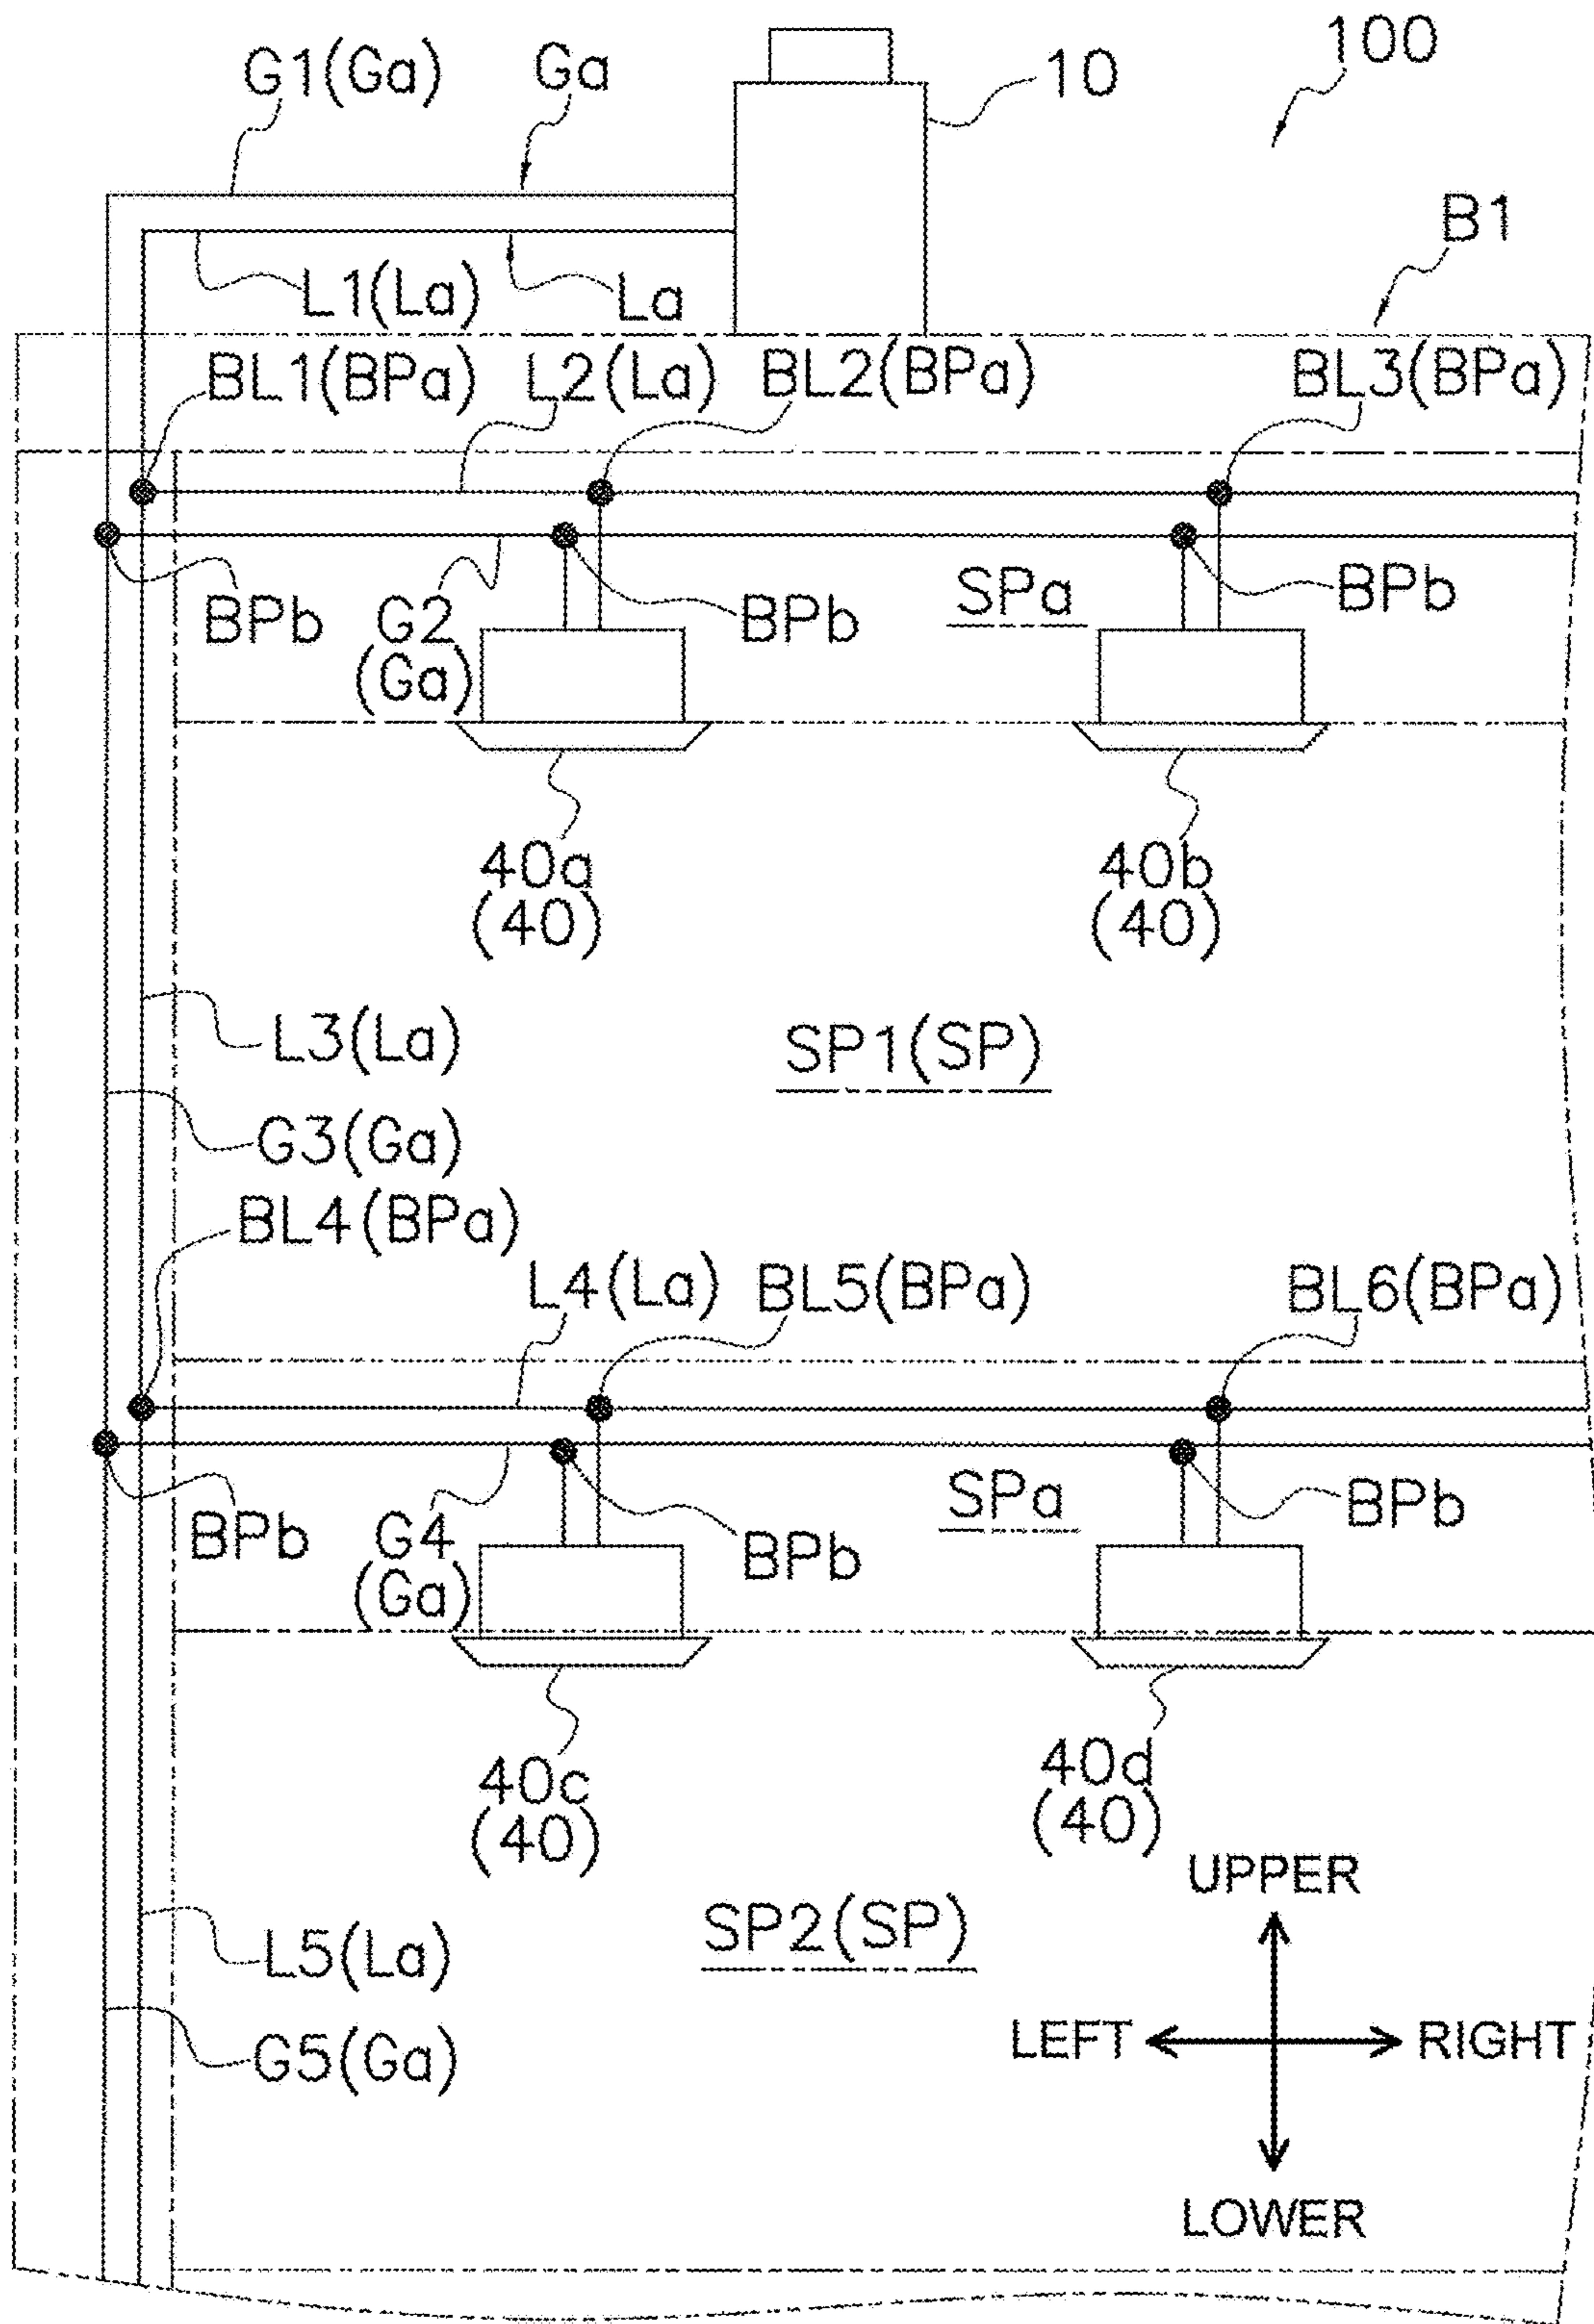 100
G1(Ga)
Ga
10
B1
L1(La)
La
BL1(BPa)
L2(La)
BL2(BPa)
BL3(BPa)
BPb
G2
(Ga)
BPb
SPa
BPb
40a
(40)
40b
(40)
L3(La)
SP1(SP)
G3(Ga)
BL4(BPa)
L4(La)
BL5(BPa)
BL6(BPa)
BPb
G4
(Ga)
BPb
SPa
BPb
40c
(40)
40d
(40)
UPPER
SP2(SP)
L5(La)
LEFT
RIGHT
G5(Ga)
LOWER